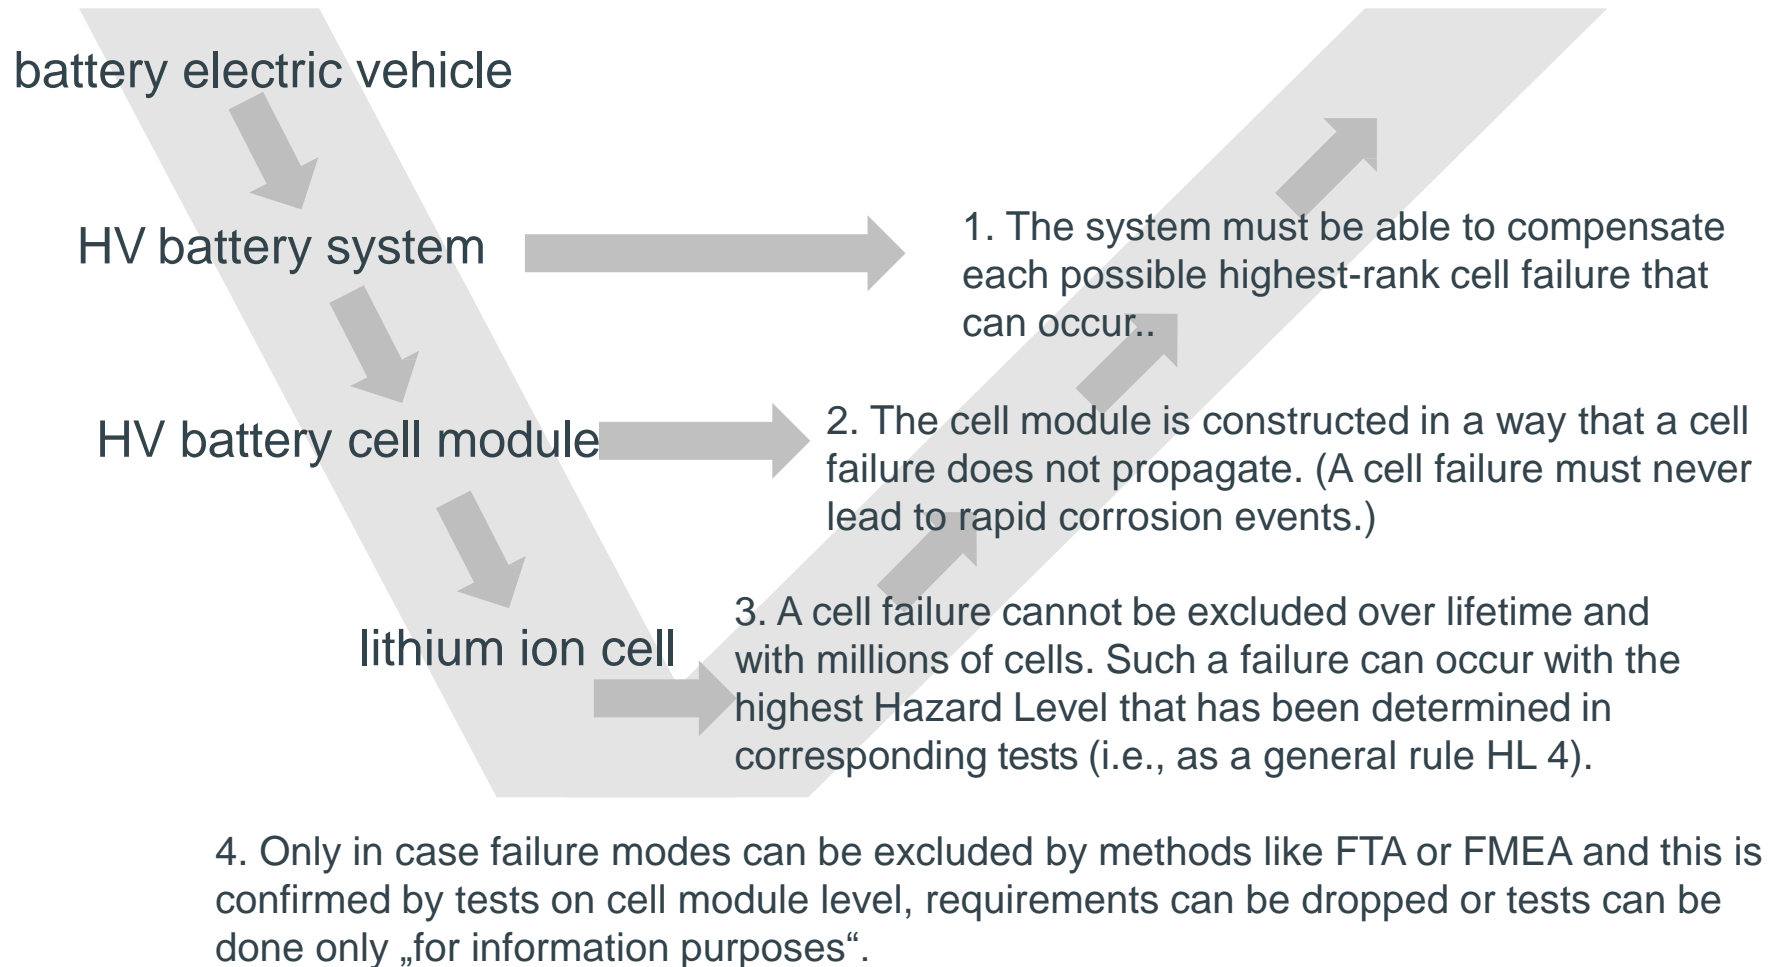 battery electric vehicle
HV battery system
1. The system must be able to compensate
each possible highest-rank cell failure that
can occur..
HV battery cell module
2. The cell module is constructed in a way that a cell
failure does not propagate. (A cell failure must never
lead to rapid corrosion events.)
lithium ion cell
3. A cell failure cannot be excluded over lifetime and
with millions of cells. Such a failure can occur with the
highest Hazard Level that has been determined in
corresponding tests (i.e., as a general rule HL 4).
4. Only in case failure modes can be excluded by methods like FTA or FMEA and this is
confirmed by tests on cell module level, requirements can be dropped or tests can be
done only „for information purposes“.